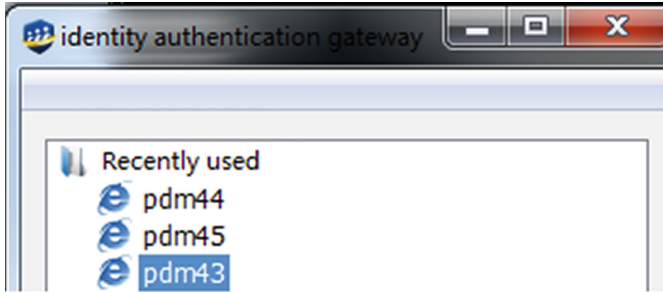 identity authentication gateway
Recently used
pdm44
pdm45
pdm43